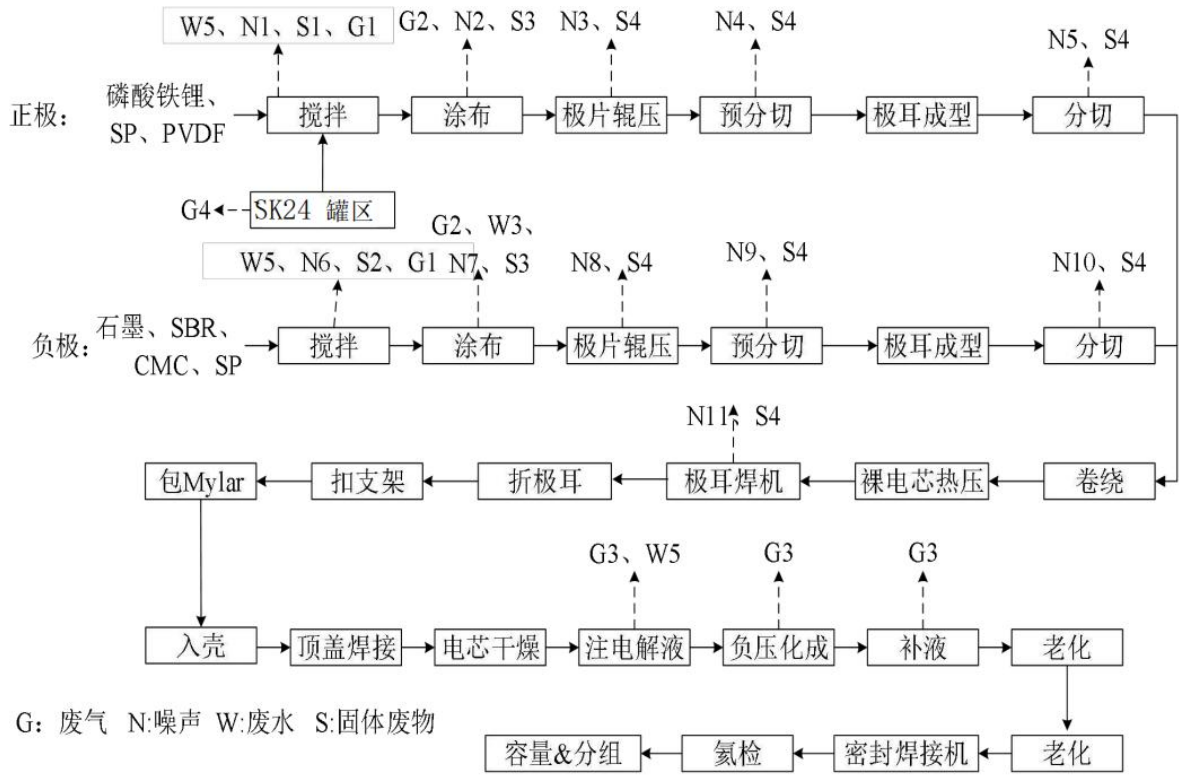 W5、N1、S1、G1
G2、N2、S3
N3、S4
N4、S4
N5、S4
正极：
磷酸铁锂、
SP、PVDF
搅拌
涂布
极片辊压
预分切
极耳成型
分切
G4
SK24 罐区
G2、W3、
W5、N6、S2、G1
N7、S3
N8、S4
N9、S4
N10、S4
负极：
石墨、SBR、
CMC、SP
搅拌
涂布
极片辊压
预分切
极耳成型
分切
N11、S4
包Mylar
扣支架
折极耳
极耳焊机
裸电芯热压
卷绕
G3、W5
G3
G3
入壳
顶盖焊接
电芯干燥
注电解液
负压化成
补液
老化
G：废气 N:噪声 W:废水 S:固体废物
容量&分组
氦检
密封焊接机
老化